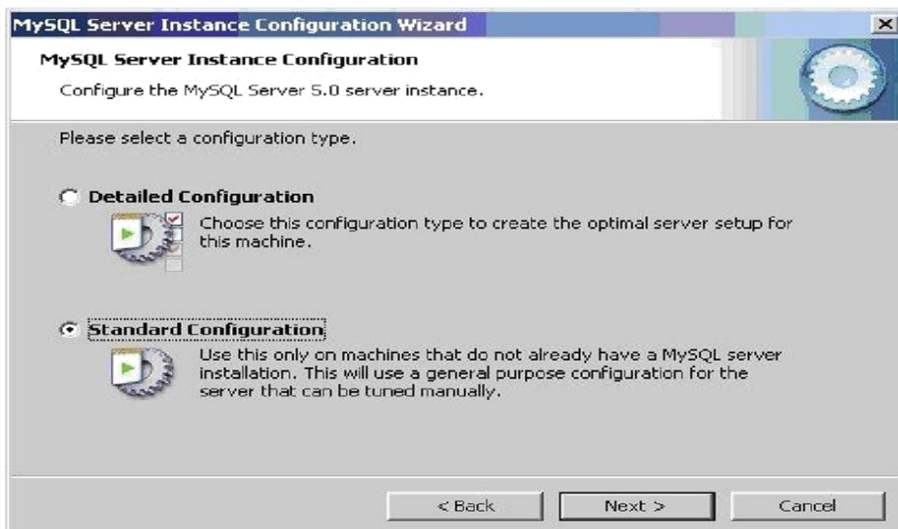 MySQL Server Instance Configuration Wizard
MySQL Server Instance Configuration
Configure the MySQL Server 5.0 server instance.
Please select a configuration type.
Detailed Configuration
Choose this configuration type to create the optimal server setup for
this machine.
Standard Configuration
Use this only on machines that do not already have a MySQL server
installation. This will use a general purpose configuration for the
server that can be tuned manually.
< Back
Next >
Cancel